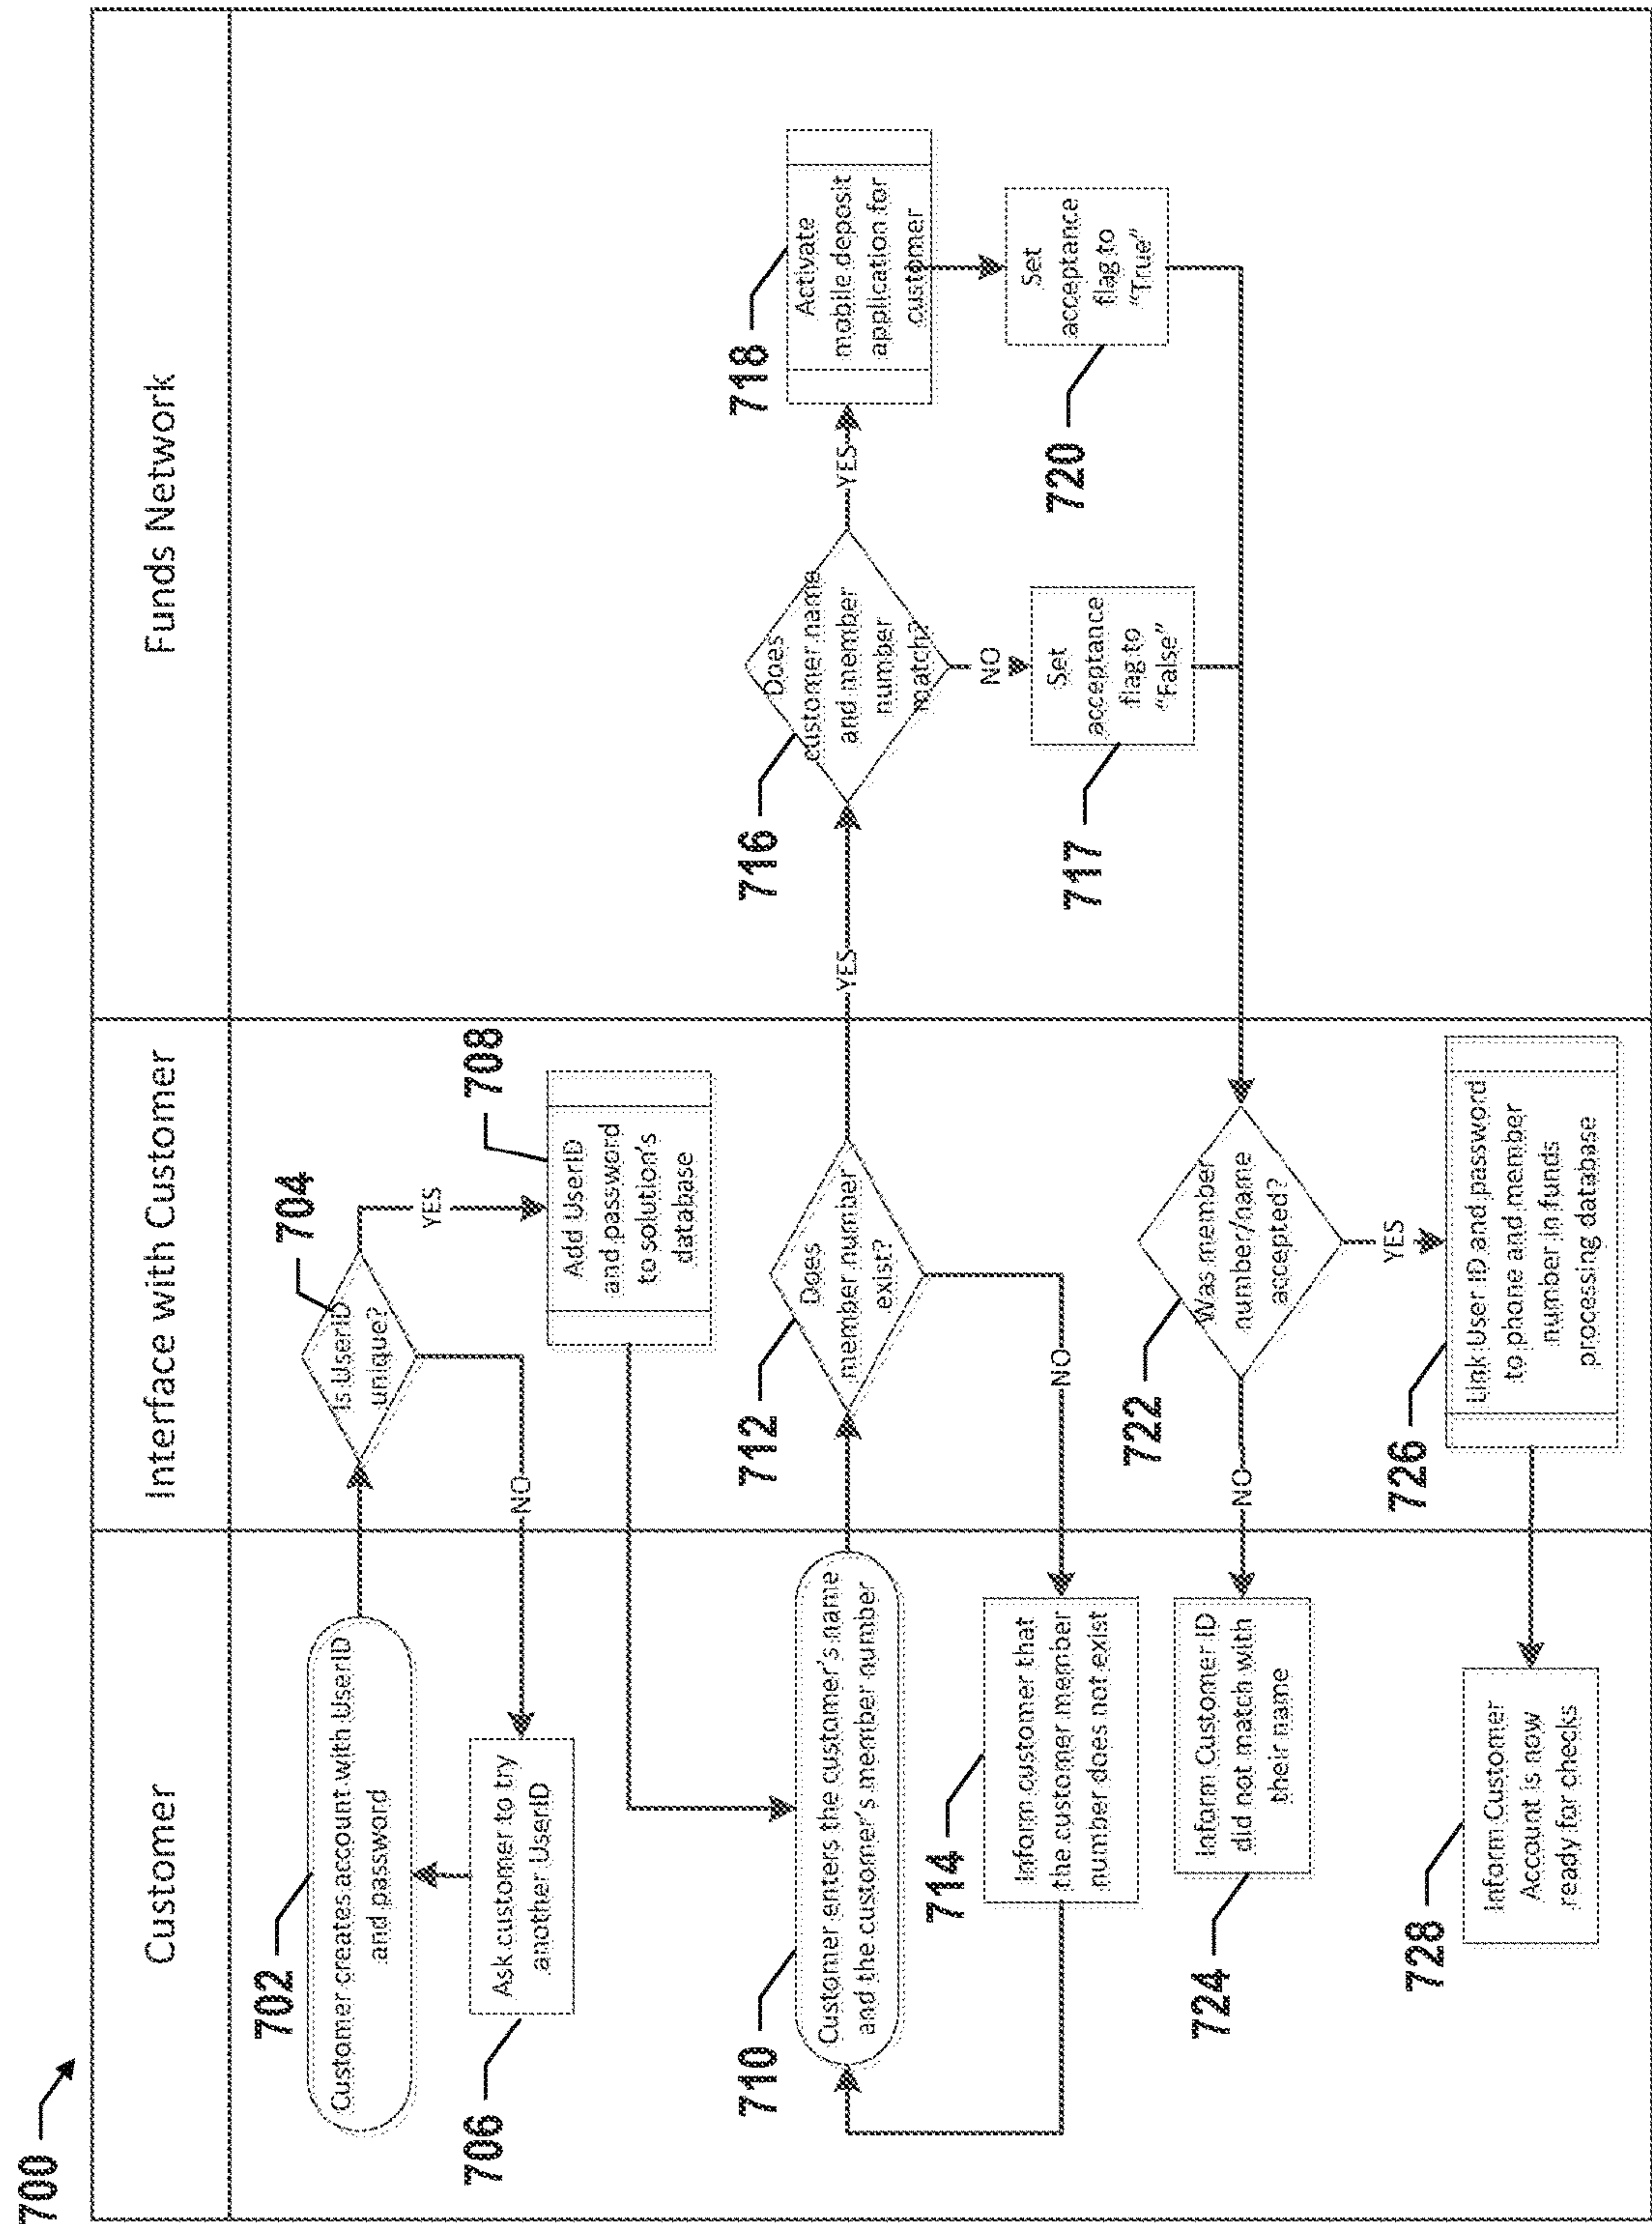 700
Customer
Interface with Customer
Funds Network
702
Customer creates account with UserID
and password
704
Is UserID
unique?
NO
YES
706
Ask customer to try
another UserID
708
Add UserID
and password
to solution's
database
710
Customer enters the customer's name
and the customer's member number
712
Does
member number
exist?
YES
NO
714
Inform customer that
the customer member
number does not exist
716
Does
customer name
and member
number
match?
YES
NO
717
Set
acceptance
flag to
"False"
718
Activate
mobile deposit
application for
customer
720
Set
acceptance
flag to
"True"
722
Was member
number/name
accepted?
NO
YES
724
Inform Customer ID
did not match with
their name
726
Link User ID and password
to phone and member
number in funds
processing database
728
Inform Customer
Account is now
ready for checks